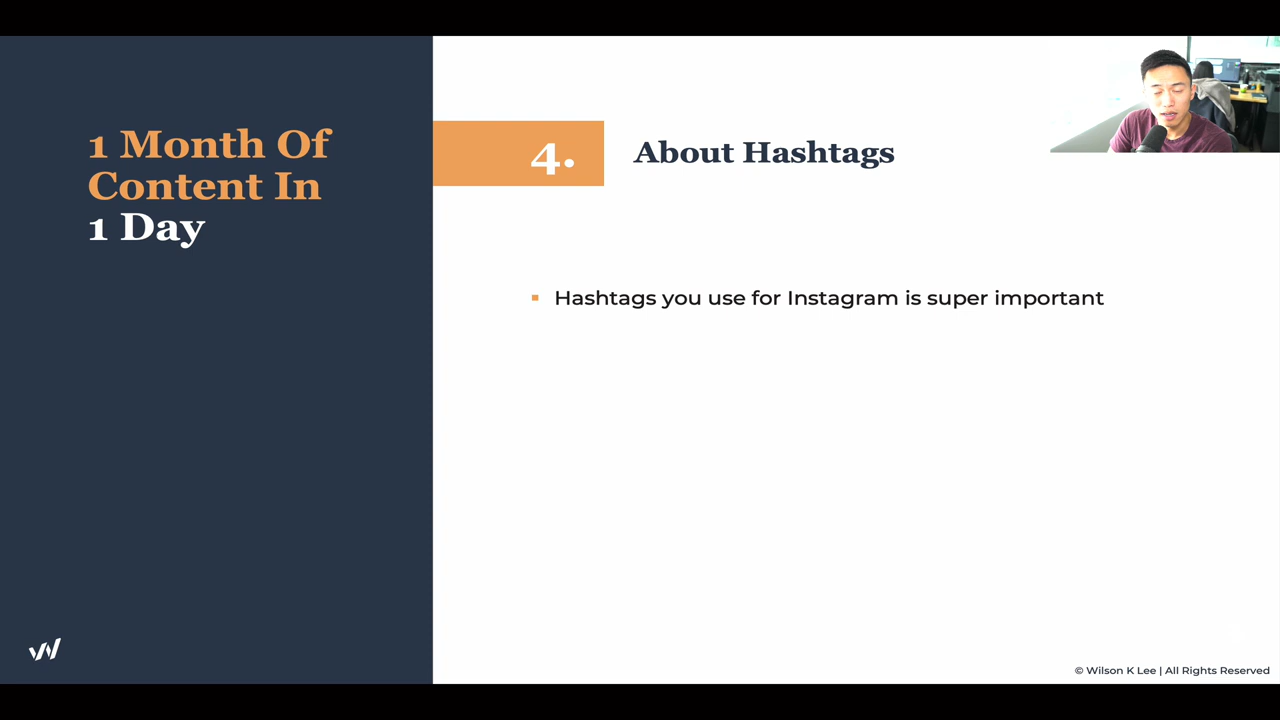 1 Month Of
Content In
1 Day
4.
About Hashtags
▪ Hashtags you use for Instagram is super important
© Wilson K Lee | All Rights Reserved